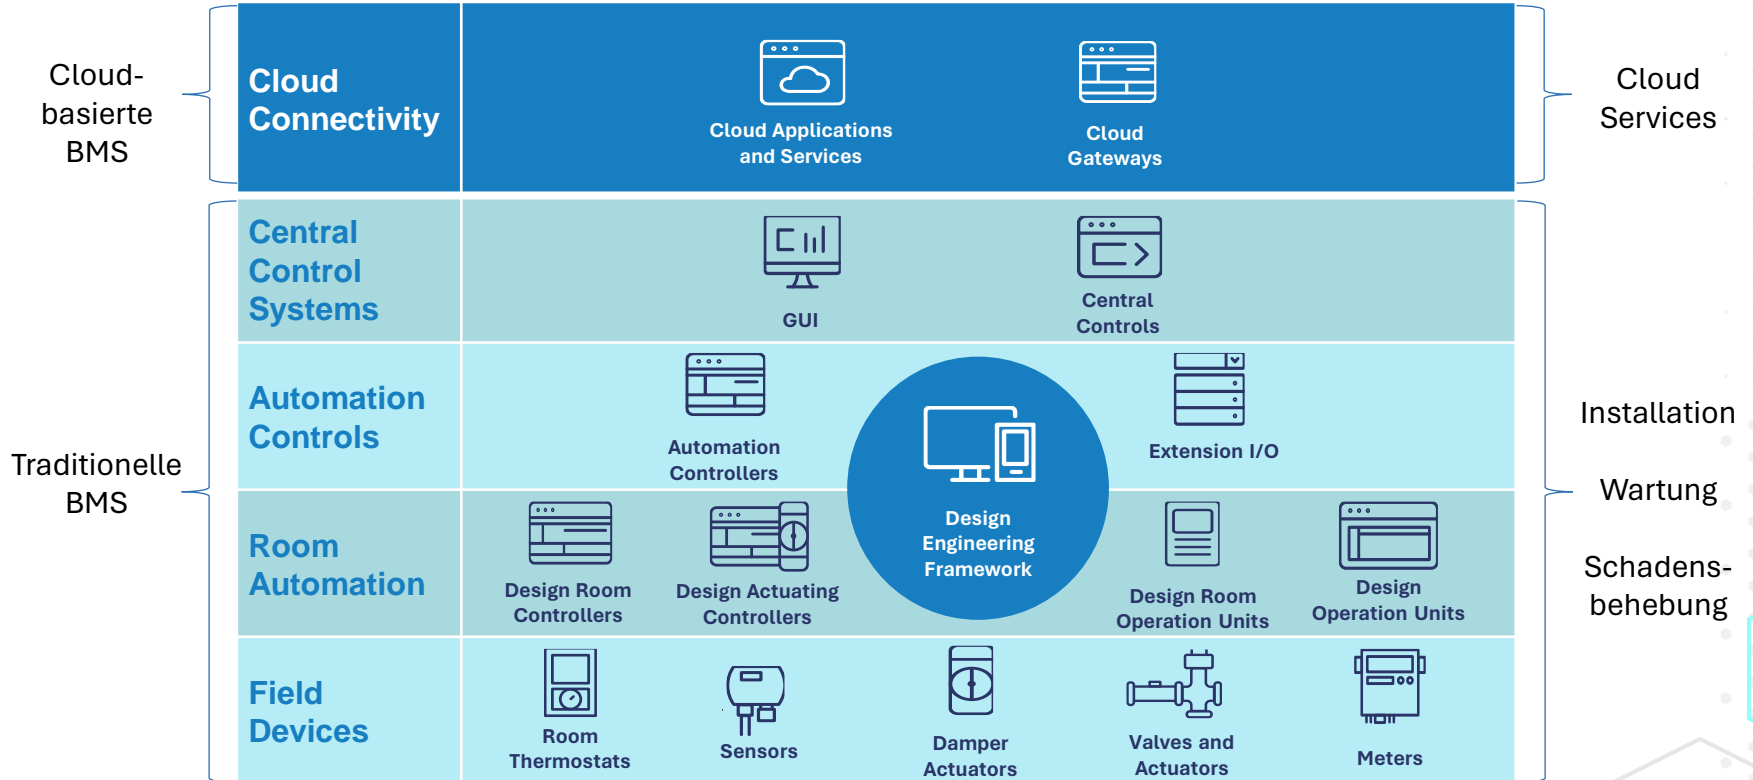 Cloud-
basierte
BMS
Cloud
Connectivity
Cloud Applications
and Services
Cloud
Gateways
Cloud
Services
Traditionelle
BMS
Central
Control
Systems
GUI
Central
Controls
Automation
Controls
Automation
Controllers
Extension I/O
Design
Engineering
Framework
Room
Automation
Design Room
Controllers
Design Actuating
Controllers
Design Room
Operation Units
Design
Operation Units
Field
Devices
Room
Thermostats
Sensors
Damper
Actuators
Valves and
Actuators
Meters
Installation
Wartung
Schadens-
behebung